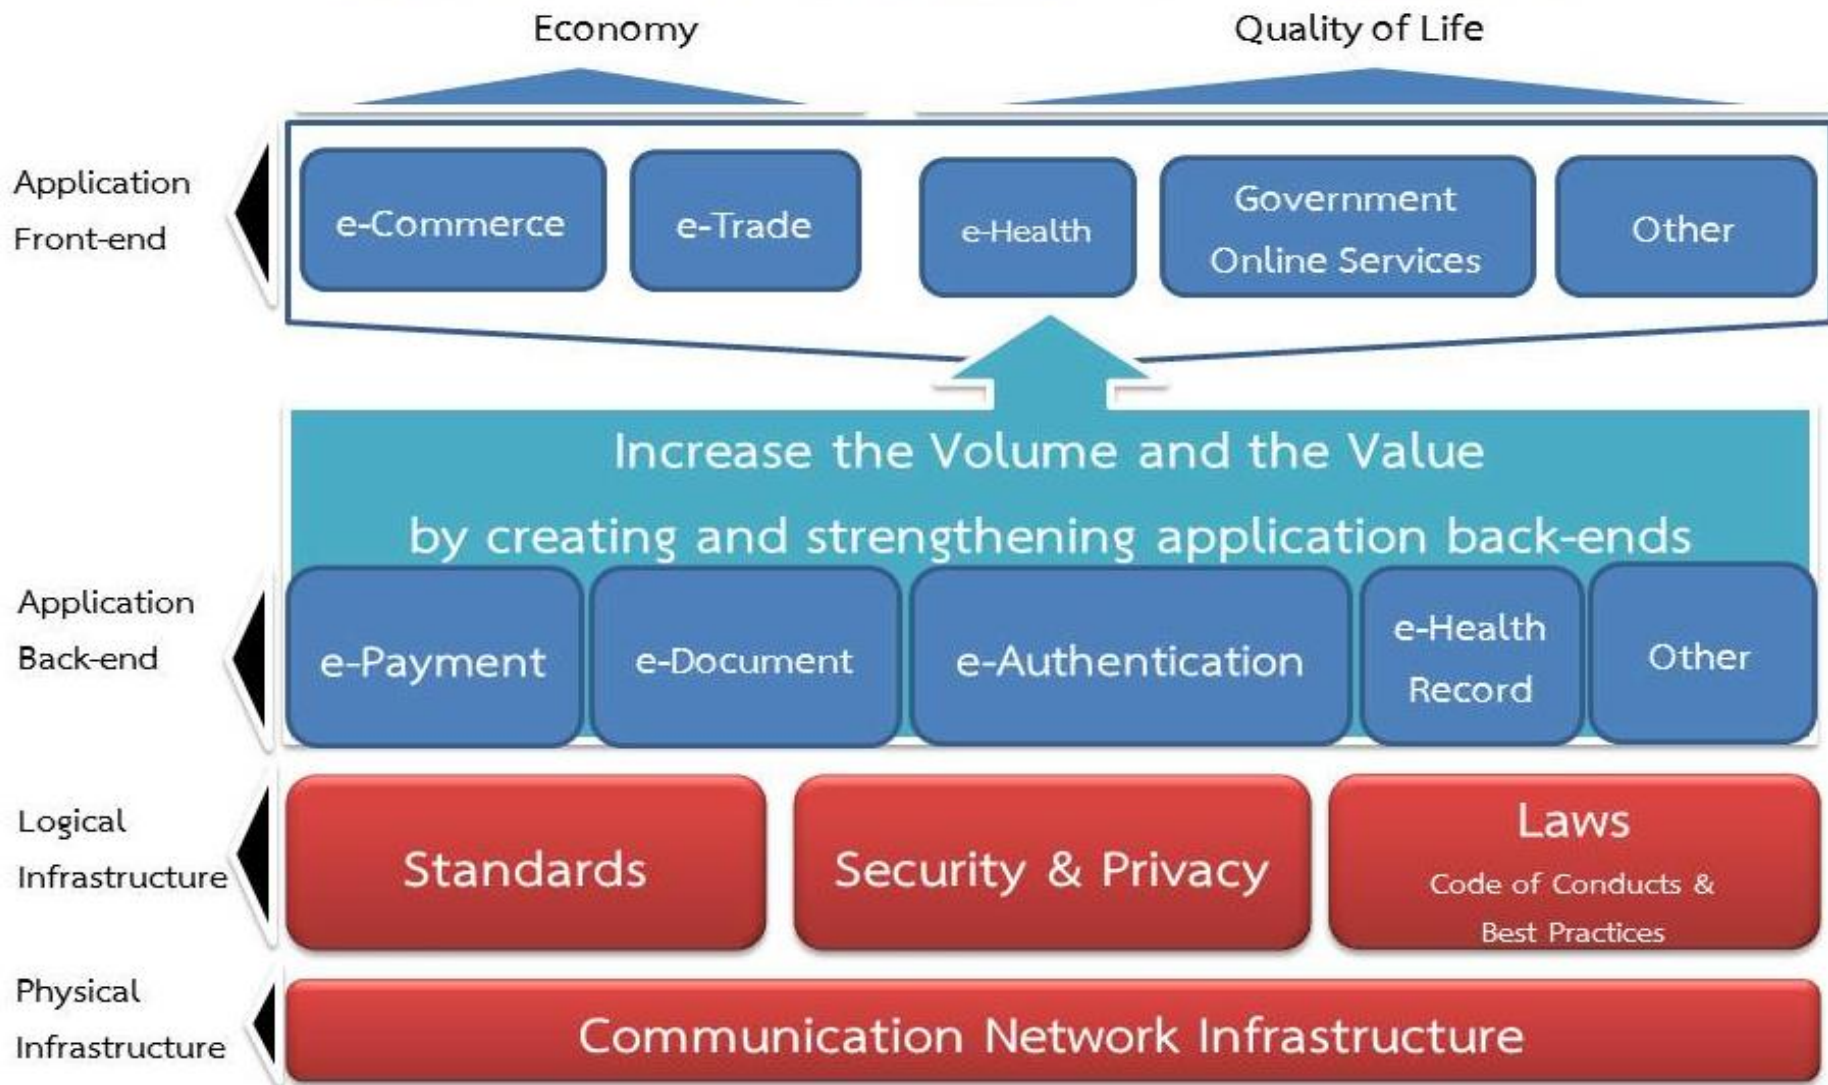 Economy
Quality of Life
Application
Front-end
e-Commerce
e-Trade
e-Health
Government
Online Services
Other
Increase the Volume and the Value
by creating and strengthening application back-ends
Application
Back-end
e-Payment
e-Document
e-Authentication
e-Health
Record
Other
Logical
Infrastructure
Standards
Security & Privacy
Laws
Code of Conducts &
Best Practices
Physical
Infrastructure
Communication Network Infrastructure